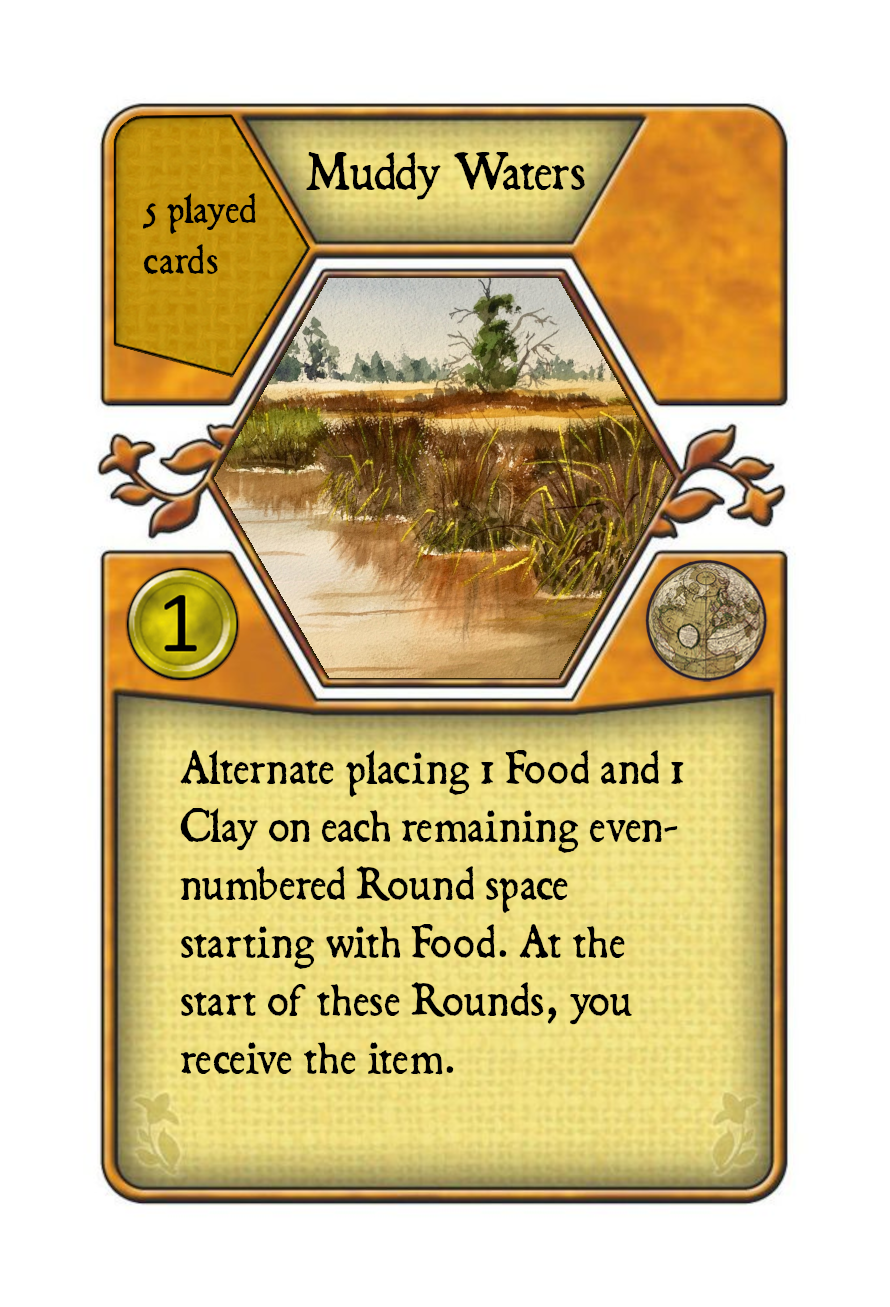 Muddy Waters
5 played
cards
1
Alternate placing 1 Food and 1
Clay on each remaining even-
numbered Round space
starting with Food. At the
start of these Rounds, you
receive the item.